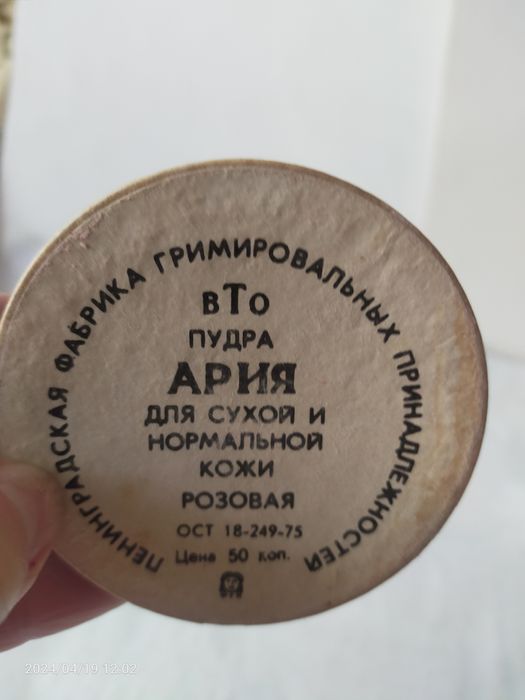 ЛЕНИНГРАДСКАЯ ФАБРИКА ГРИМИРОВАЛЬНЫХ ПРИНАДЛЕЖНОСТЕЙ
вТо
ПУДРА
АРИЯ
ДЛЯ СУХОЙ И
НОРМАЛЬНОЙ
КОЖИ
РОЗОВАЯ
ОСТ 18-249-75
Цена 50 коп.
2024/04/19 12:02